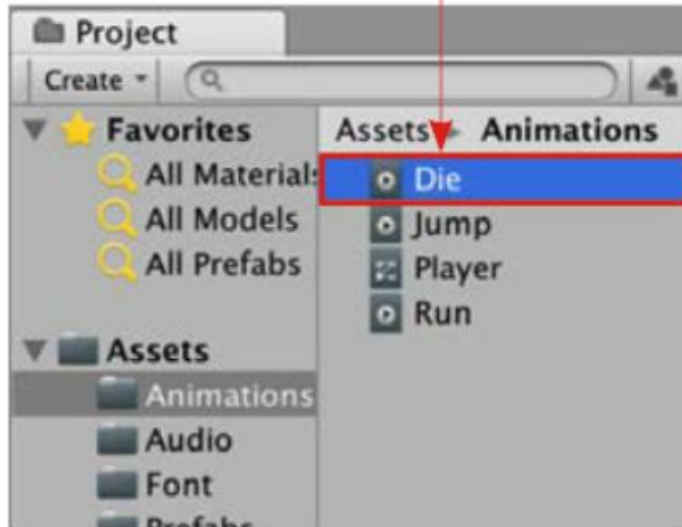 Project
Create
Favorites
All Materials
All Models
All Prefabs
Assets
Animations
Audio
Font
Prefabs
Assets Animations
Die
Jump
Player
Run